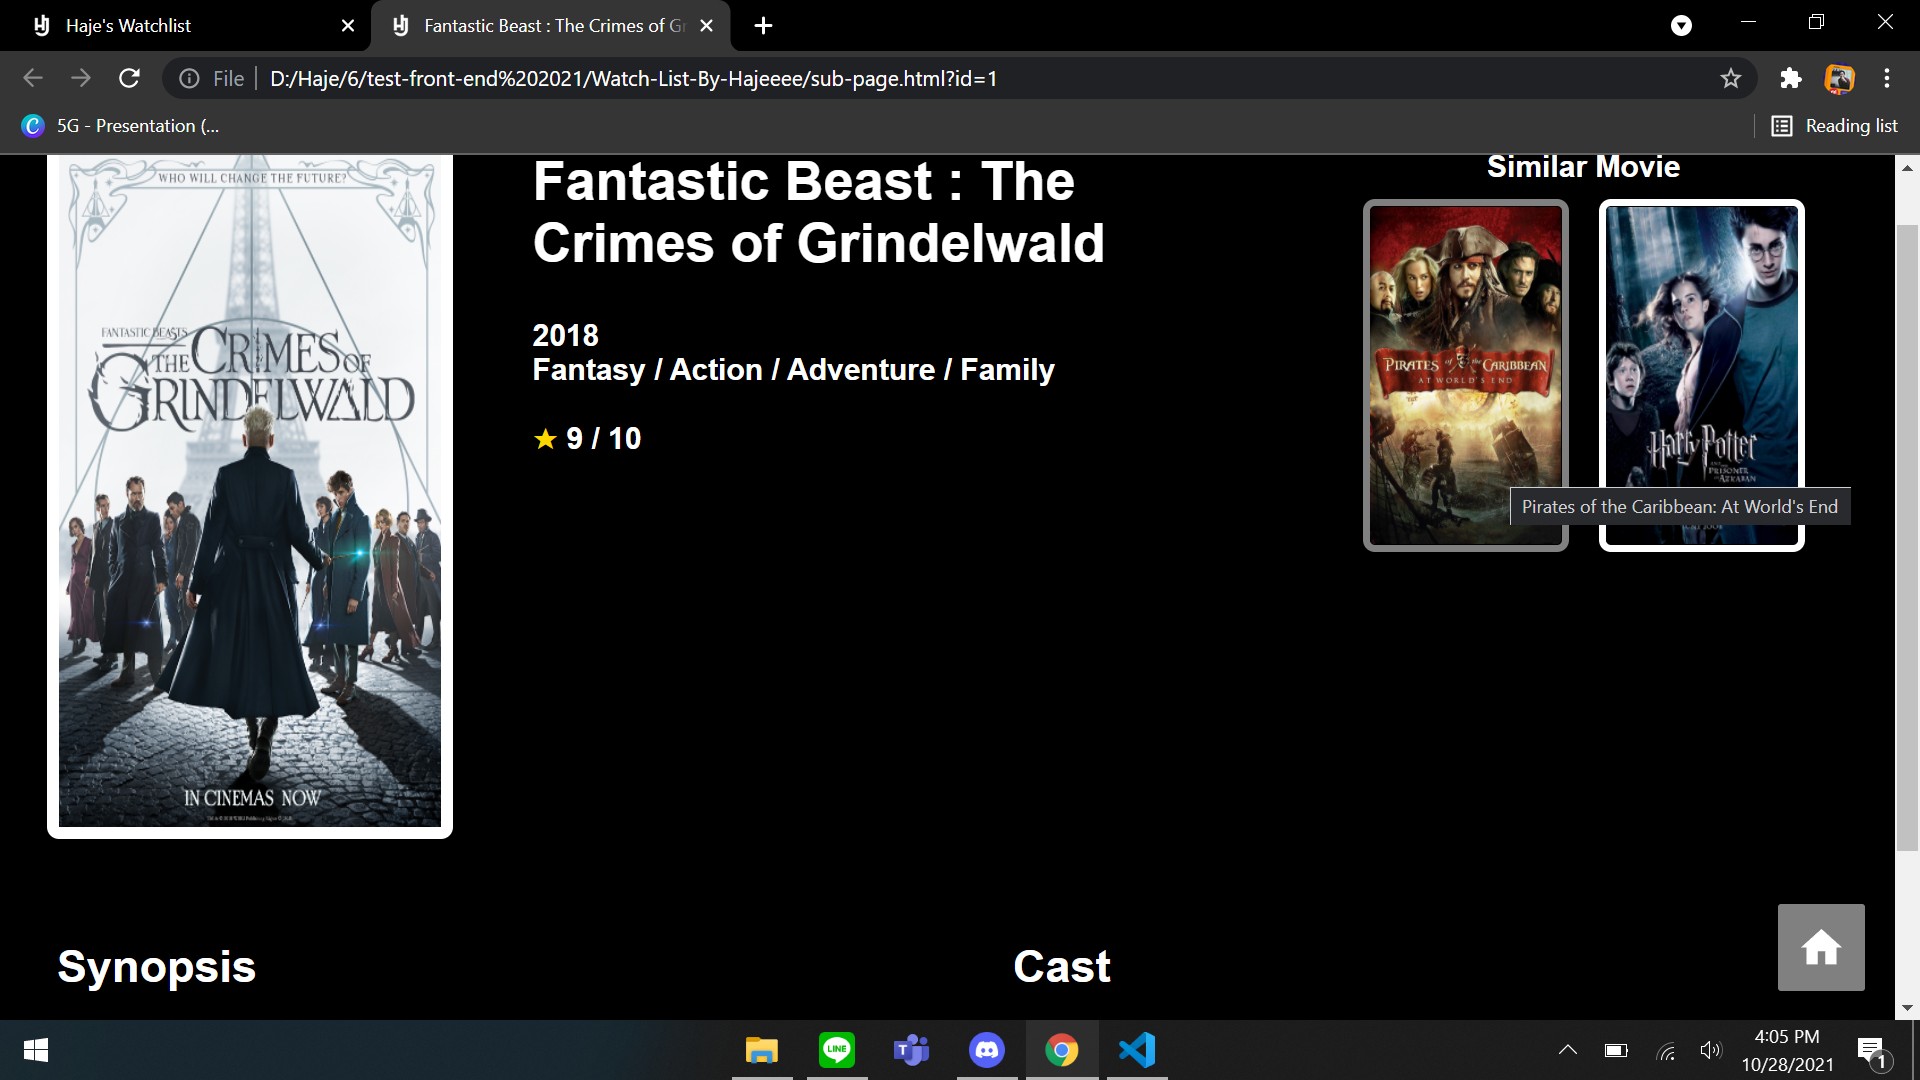 Haje's Watchlist
Fantastic Beast : The Crimes of Gr
File
D:/Haje/6/test-front-end%202021/Watch-List-By-Hajeeee/sub-page.html?id=1
5G - Presentation (...
Reading list
WHO WILL CHANGE THE FUTURE?
FANTASTIC BEASTS
THE CRIMES OF
GRINDELWALD
IN CINEMAS NOW
Fantastic Beast : The
Crimes of Grindelwald
2018
Fantasy / Action / Adventure / Family
★ 9 / 10
Similar Movie
PIRATES of the CARIBBEAN
AT WORLD'S END
Harry Potter
AND THE
PRISONER
OF AZKABAN
Pirates of the Caribbean: At World's End
Synopsis
Cast
LINE
4:05 PM
10/28/2021
1